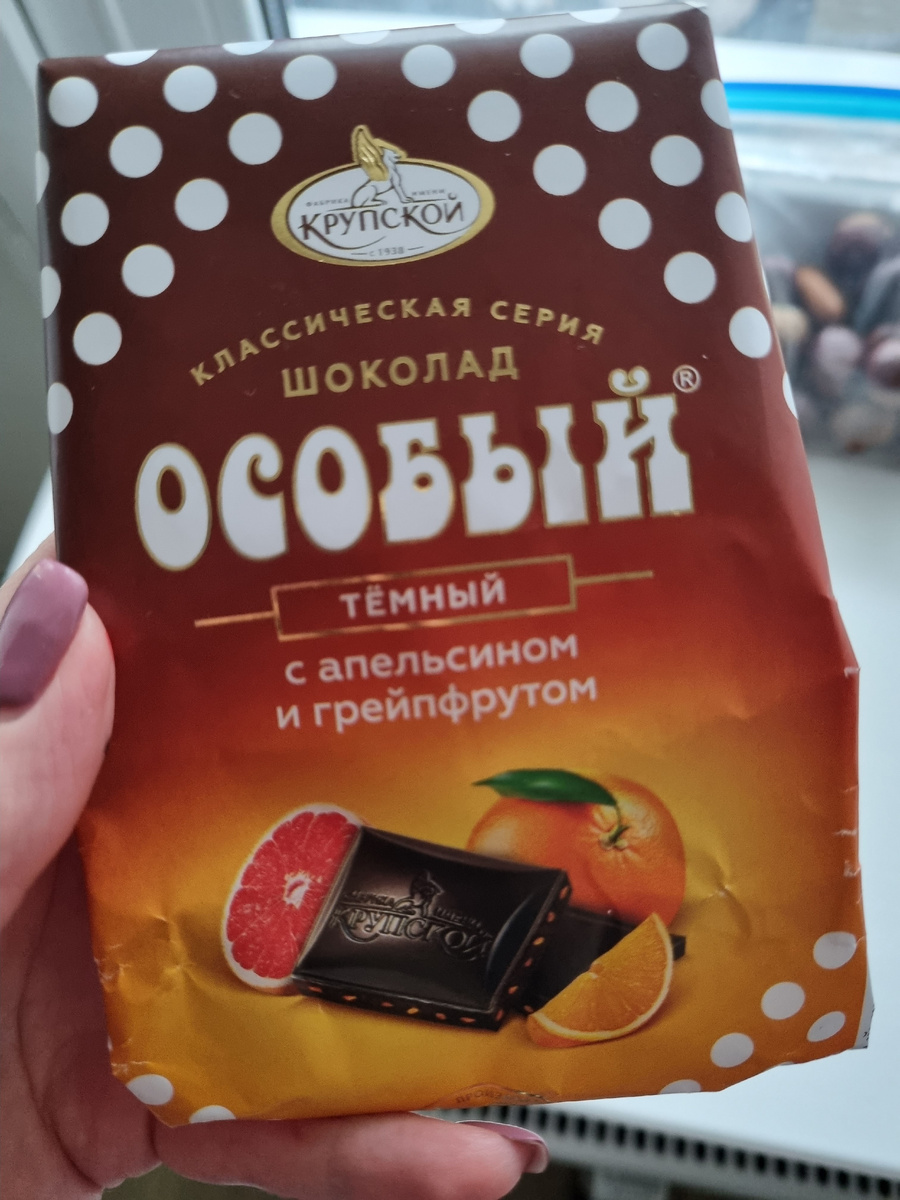 ФАБРИКА ИМЕНИ
КРУПСКОЙ
с 1938
КЛАССИЧЕСКАЯ СЕРИЯ
ШОКОЛАД
ОСОБЫЙ®
ТЁМНЫЙ
с апельсином
и грейпфрутом
КРУПСКОЙ